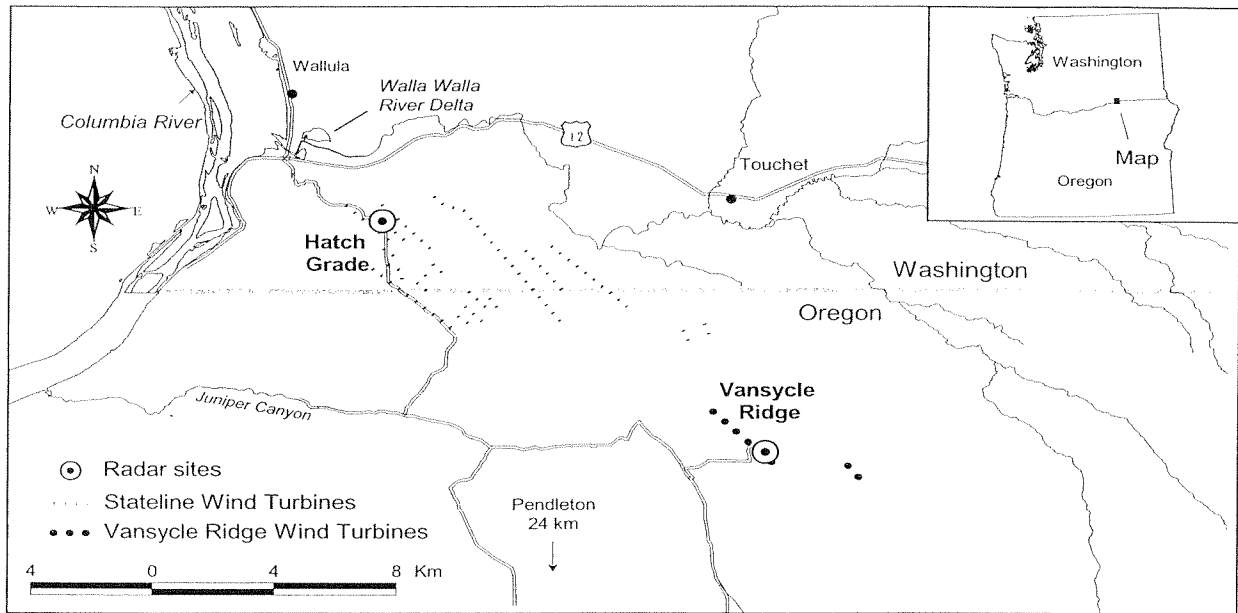 Wallula
Walla Walla
River Delta
Columbia River
12
Touchet
Washington
Map
Oregon
N
W
E
S
Hatch
Grade
Washington
Oregon
Juniper Canyon
Vansycle
Ridge
Pendleton
24 km
Radar sites
Stateline Wind Turbines
Vansycle Ridge Wind Turbines
4 0 4 8 Km